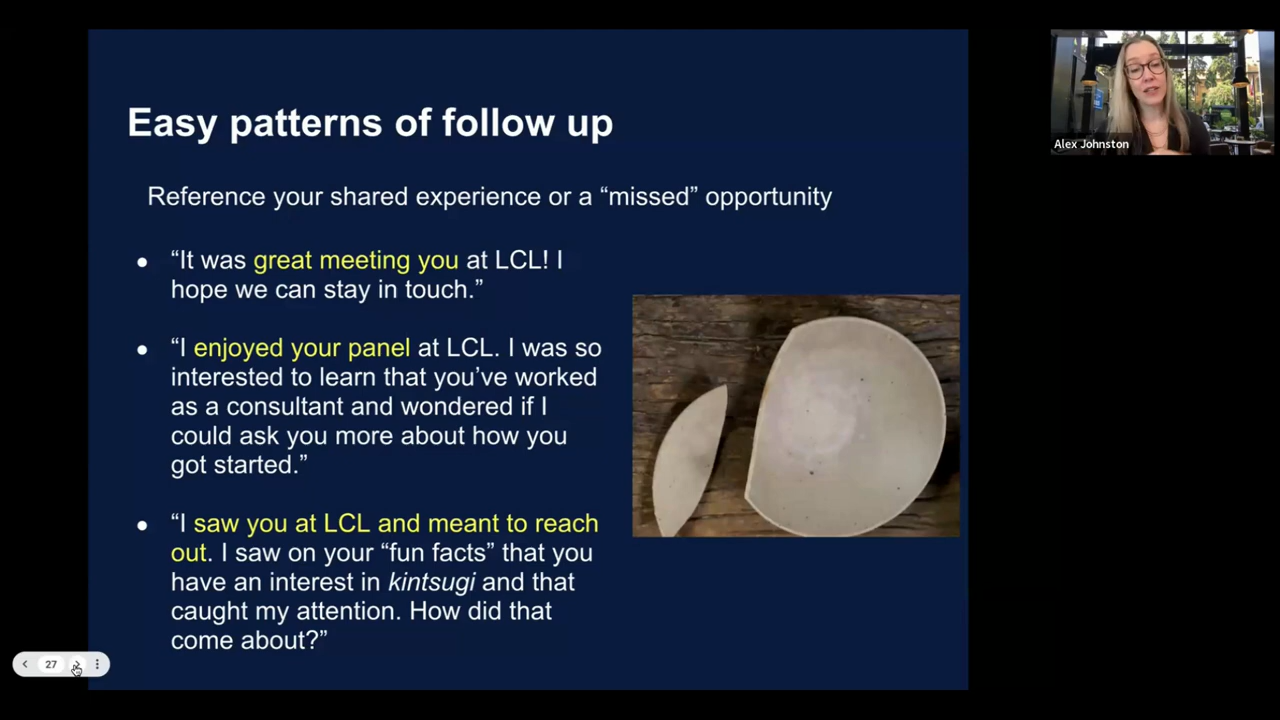 Easy patterns of follow up
Reference your shared experience or a “missed” opportunity
“It was great meeting you at LCL! I
hope we can stay in touch.”
“I enjoyed your panel at LCL. I was so
interested to learn that you’ve worked
as a consultant and wondered if I
could ask you more about how you
got started.”
“I saw you at LCL and meant to reach
out. I saw on your “fun facts” that you
have an interest in kintsugi and that
caught my attention. How did that
come about?”
Alex Johnston
27